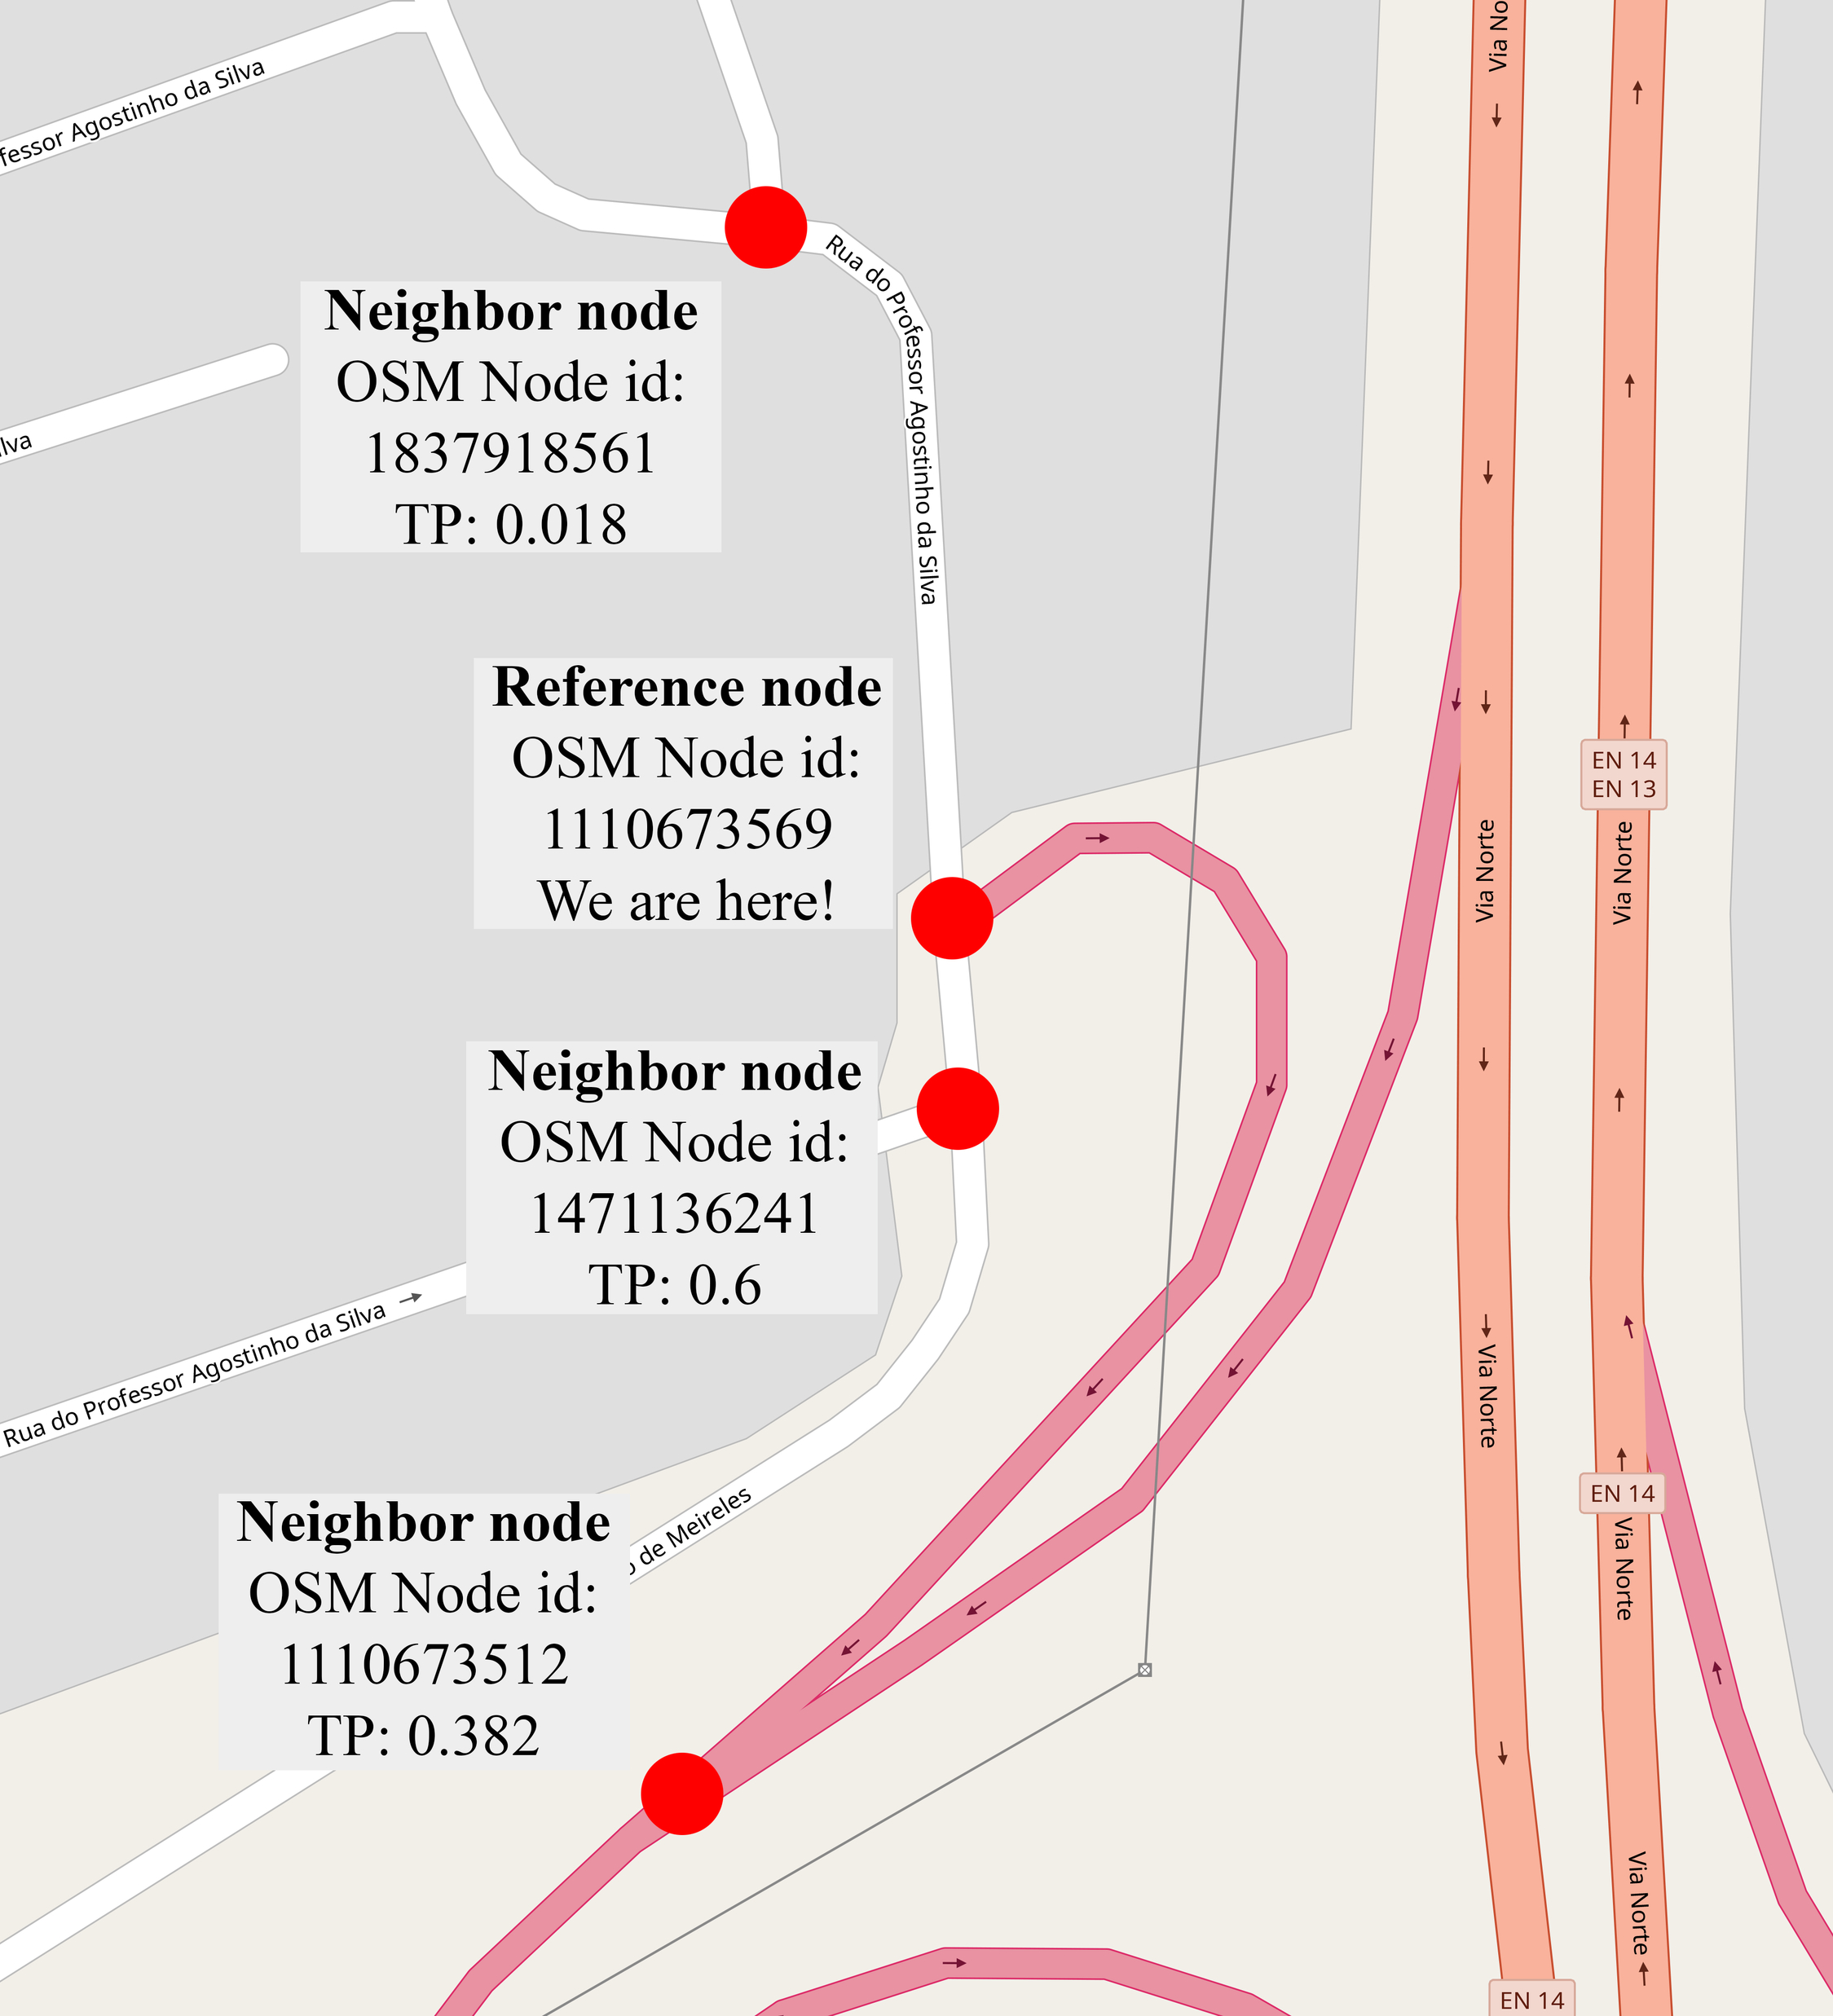 Via No
fessor Agostinho da Silva
Rua do Professor Agostinho da Silva
Neighbor node
OSM Node id:
1837918561
TP: 0.018
ilva
Reference node
OSM Node id:
1110673569
We are here!
EN 14
EN 13
Via Norte
Via Norte
Neighbor node
OSM Node id:
1471136241
TP: 0.6
Rua do Professor Agostinho da Silva
Via Norte
EN 14
Via Norte
de Meireles
Neighbor node
OSM Node id:
1110673512
TP: 0.382
Via Norte
EN 14